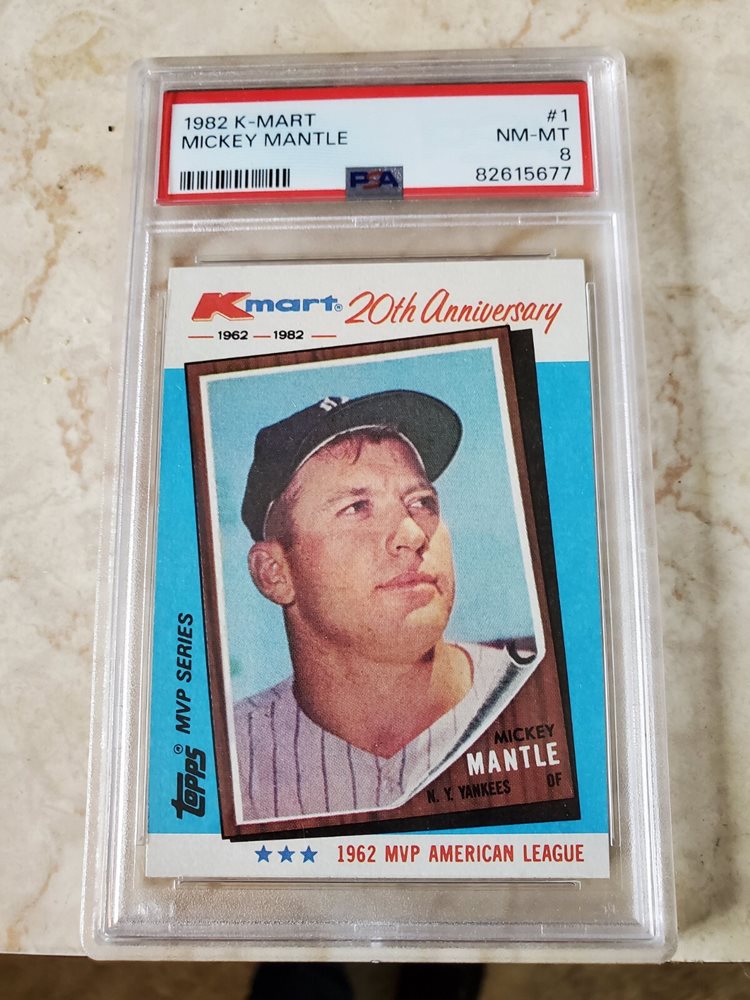 1982 K-MART #1
MICKEY MANTLE NM-MT
8
PSA 82615677
Kmart® 20th Anniversary
1962 — 1982
NY
TOPPS® MVP SERIES
MICKEY
MANTLE
N. Y. YANKEES OF
★★★ 1962 MVP AMERICAN LEAGUE